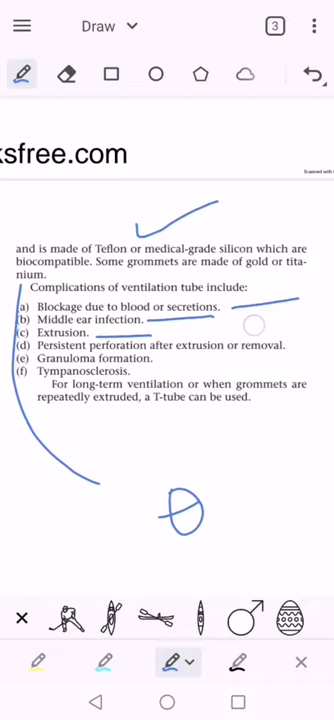 Draw
3
ksfree.com
Scanned with
and is made of Teflon or medical-grade silicon which are
biocompatible. Some grommets are made of gold or tita-
nium.
Complications of ventilation tube include:
(a) Blockage due to blood or secretions.
(b) Middle ear infection.
(c) Extrusion.
(d) Persistent perforation after extrusion or removal.
(e) Granuloma formation.
(f) Tympanosclerosis.
For long-term ventilation or when grommets are
repeatedly extruded, a T-tube can be used.